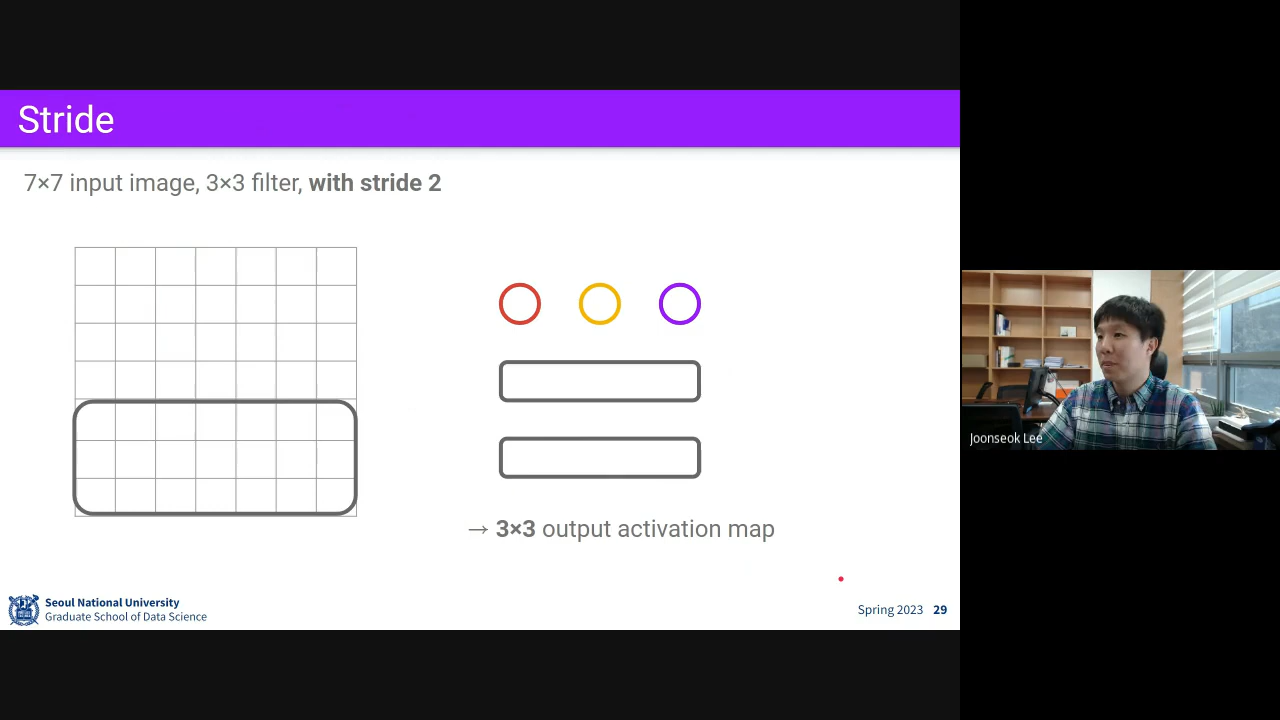 Stride
7×7 input image, 3×3 filter, with stride 2
→ 3×3 output activation map
Joonseok Lee
Seoul National University
Graduate School of Data Science
Spring 2023 29